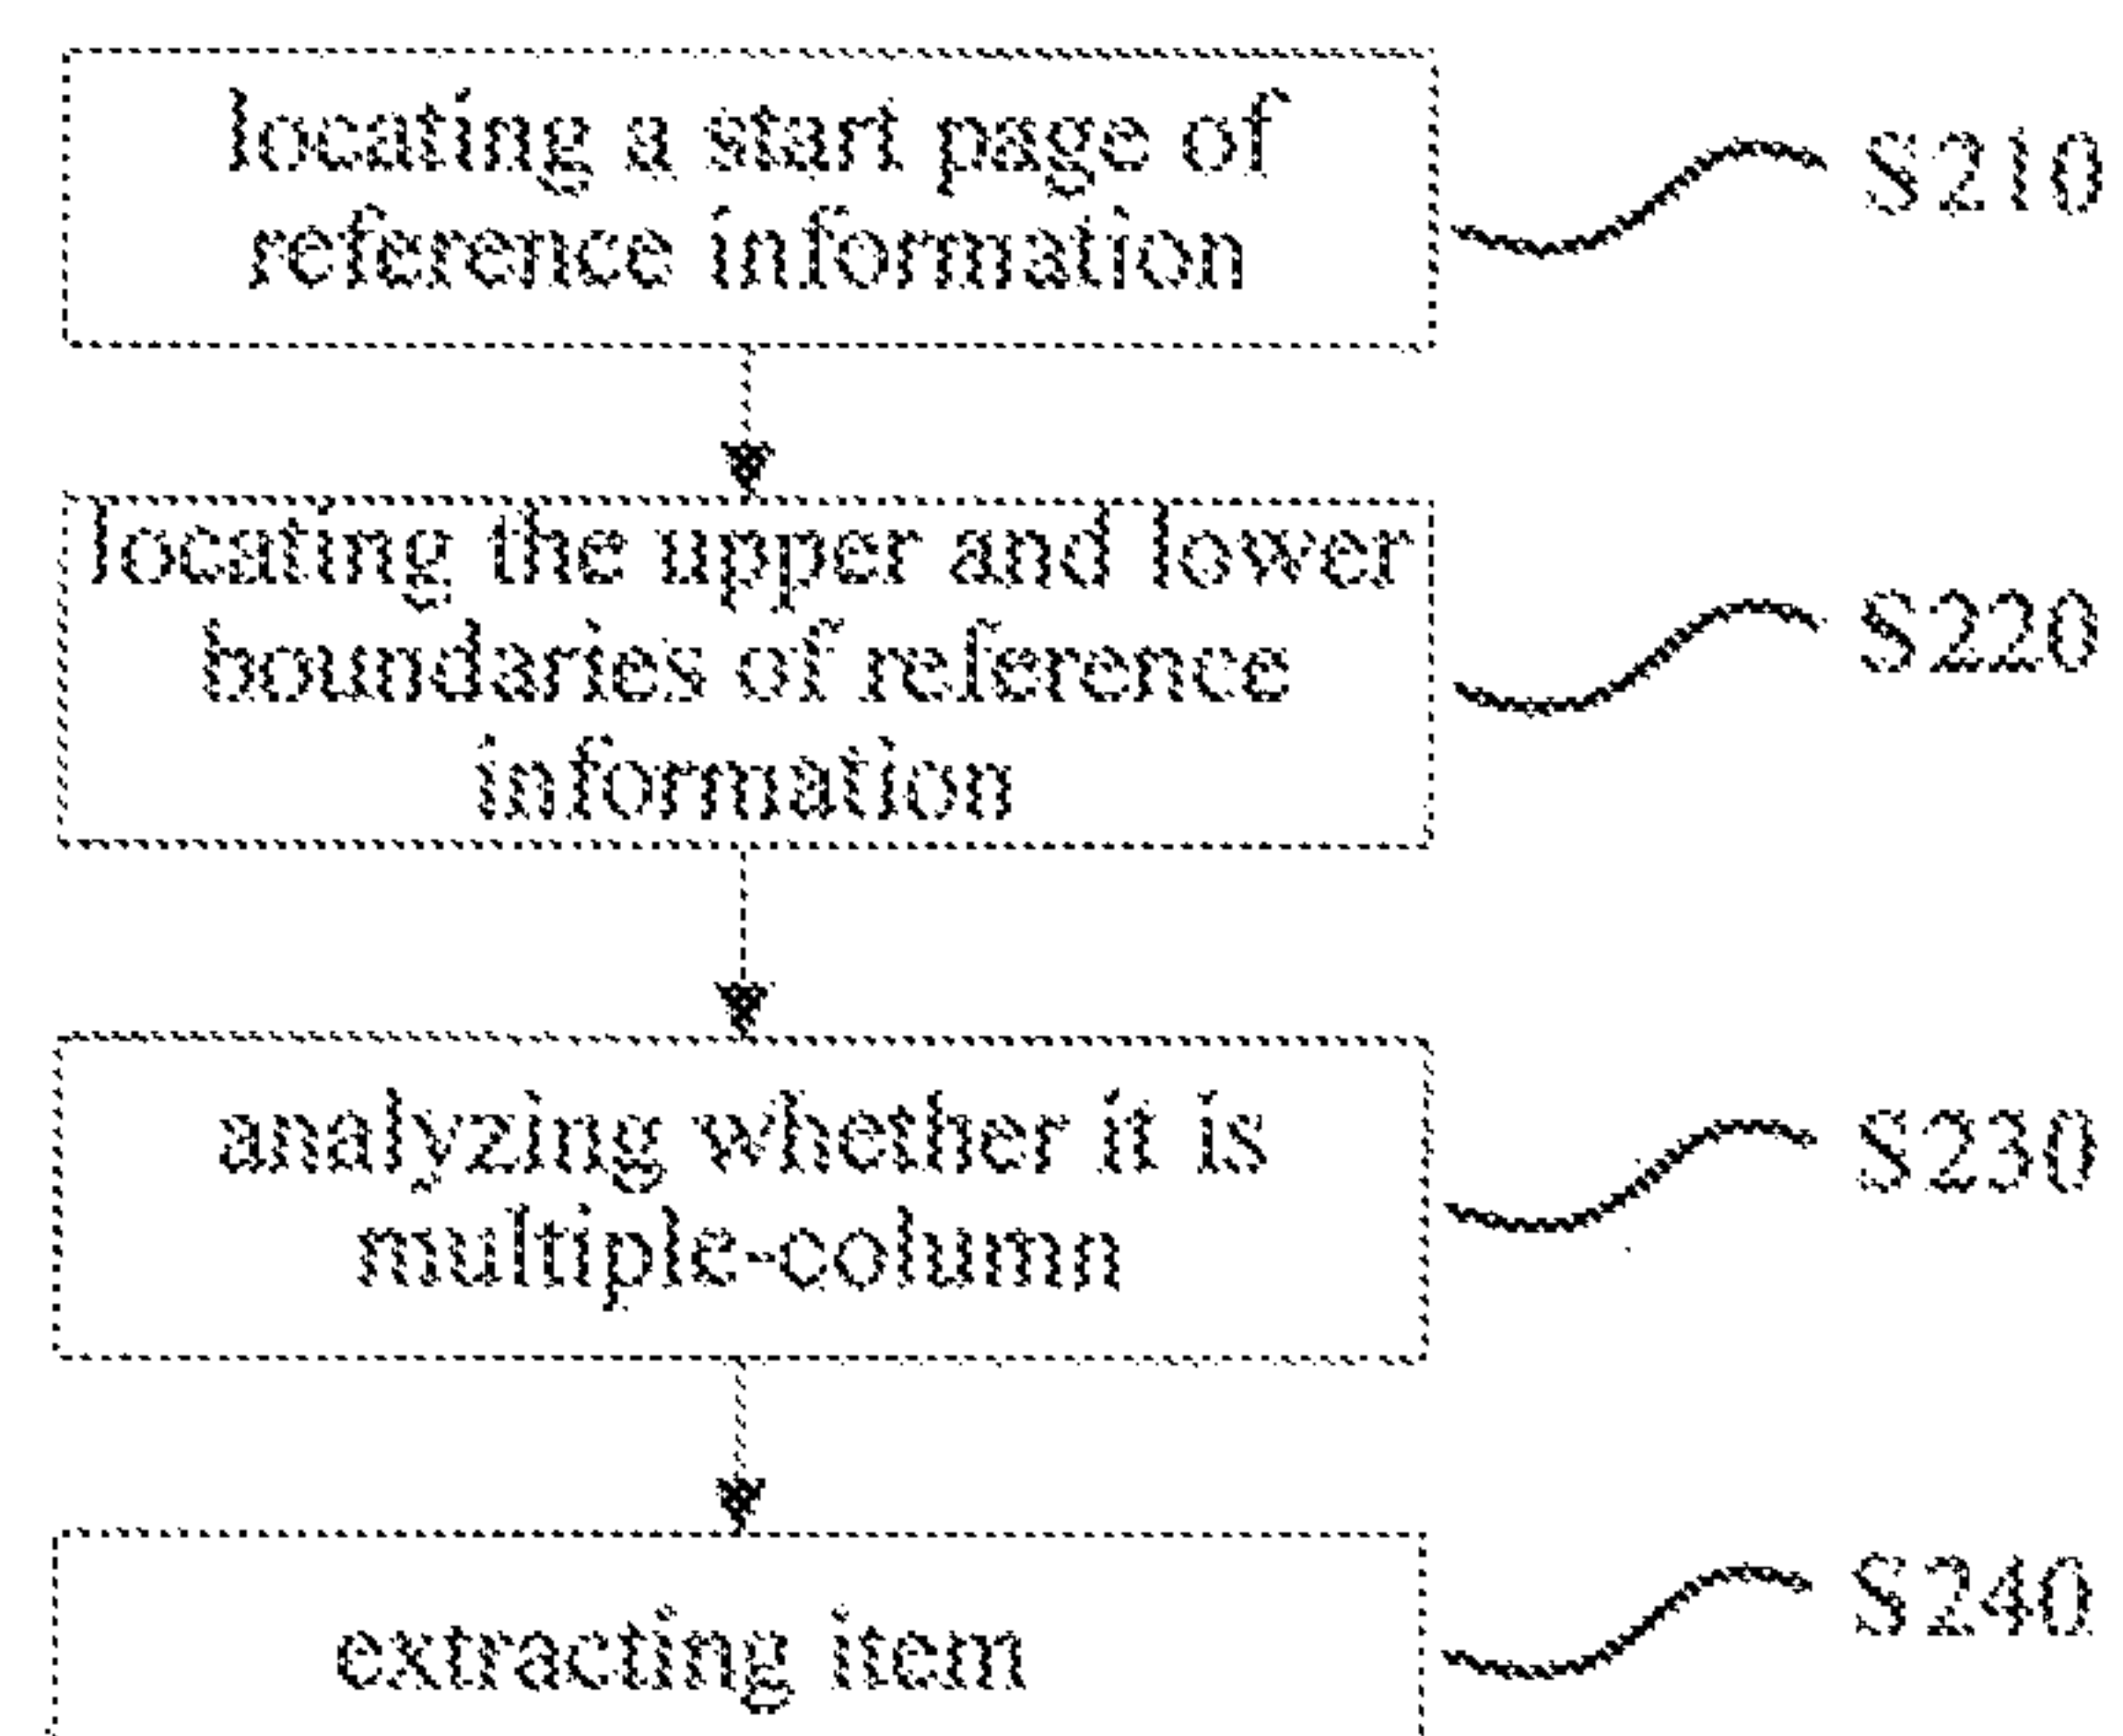 locating a start page of
reference information
S210
locating the upper and lower
boundaries of reference
information
S220
analyzing whether it is
multiple-column
S230
extracting item
S240